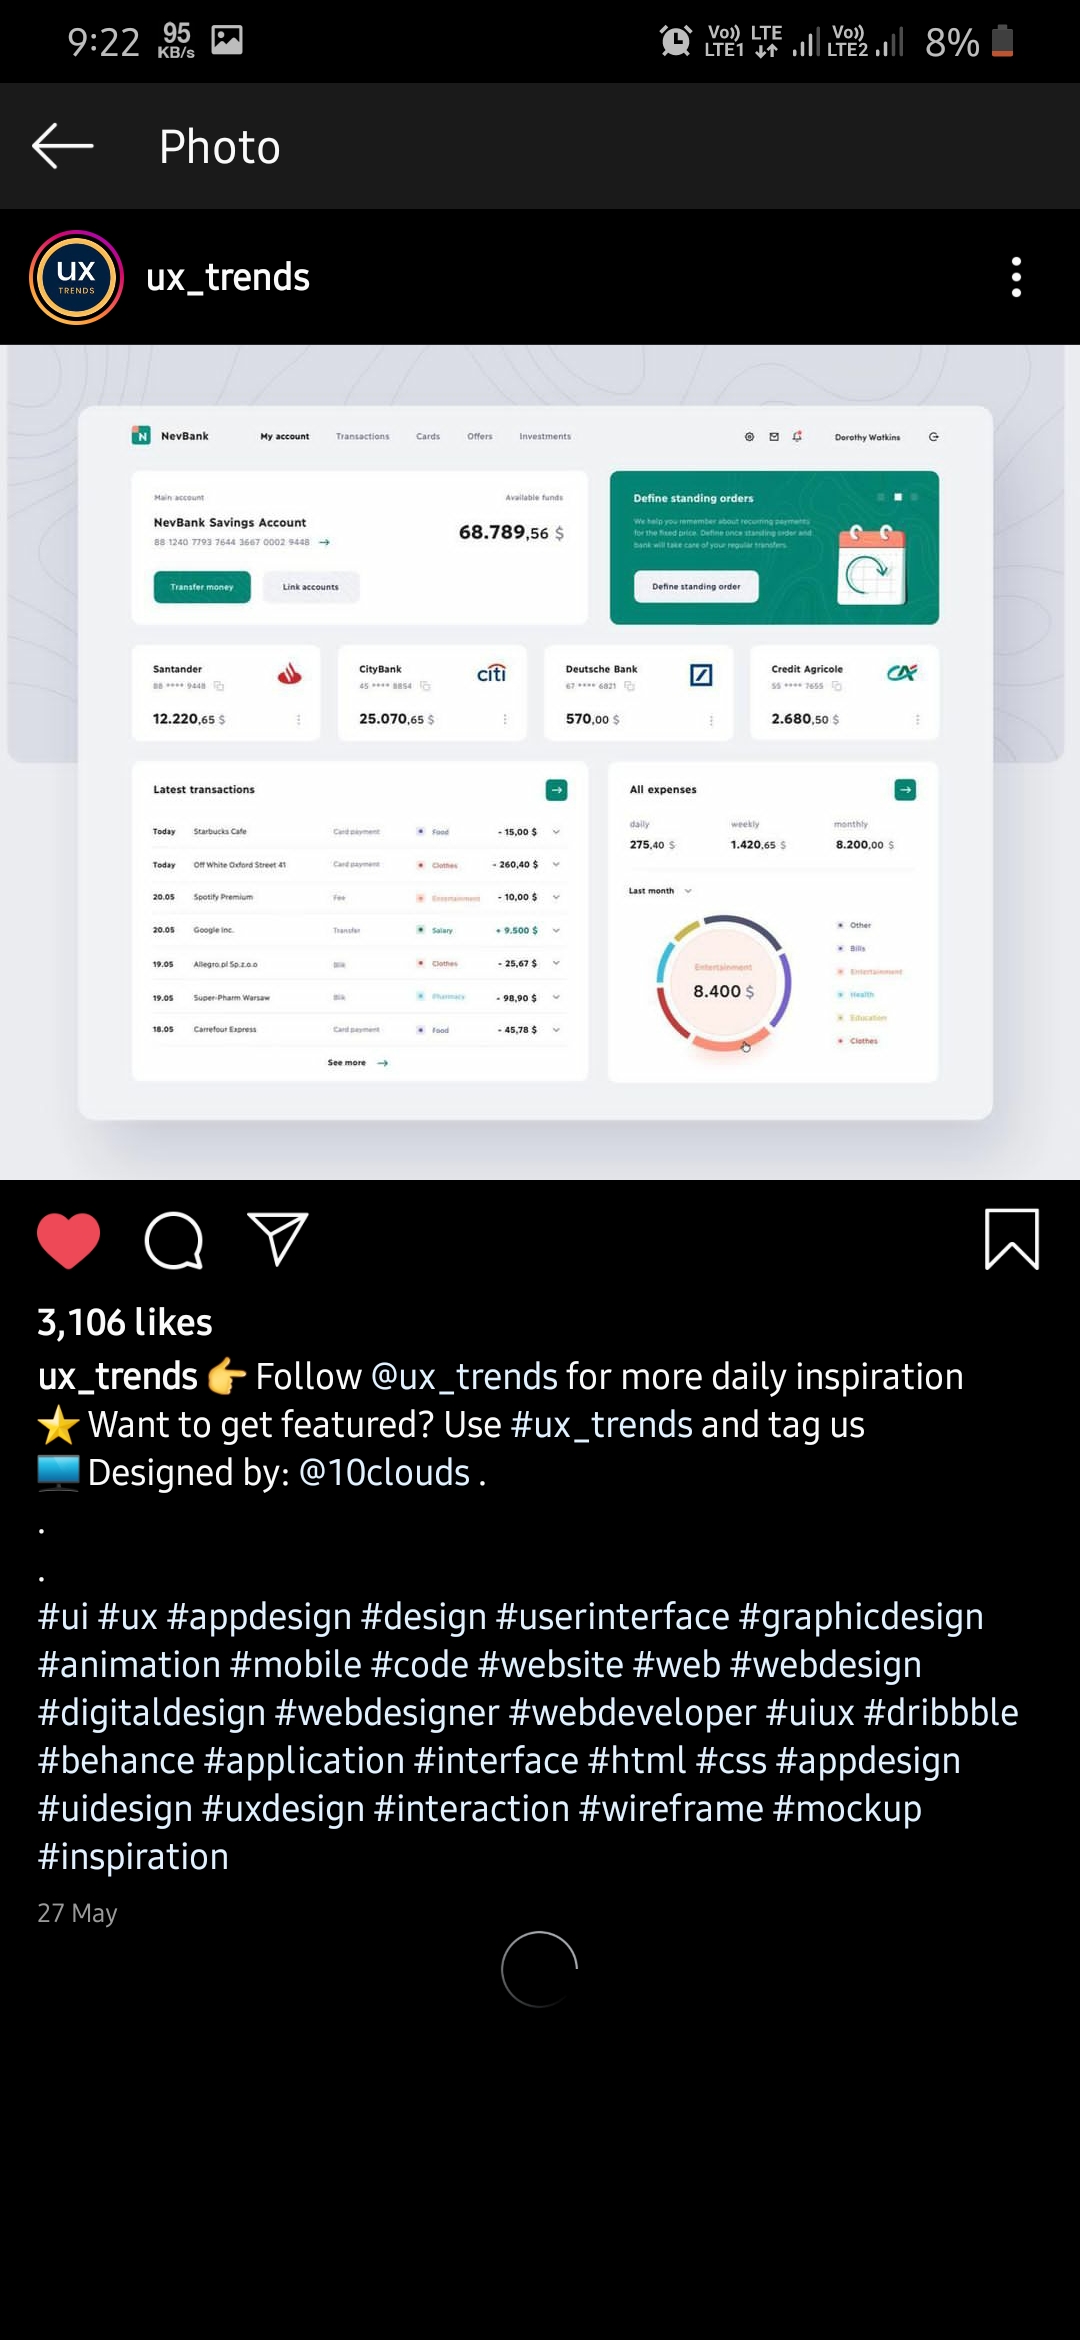 9:22 95 KB/s Vo)) LTE1 LTE Vo)) LTE2 8%
Photo
ux TRENDS
ux_trends
N NevBank My account Transactions Cards Offers Investments Dorothy Watkins
Main account Available funds
NevBank Savings Account 68.789,56 $
88 1240 7793 7644 3667 0002 9448 →
Transfer money Link accounts
Define standing orders
We help you remember about recurring payments
for the fixed price. Define once standing order and
bank will take care of your regular transfers.
Define standing order
Santander
88 **** 9448
12.220,65 $
CityBank citi
45 **** 8854
25.070,65 $
Deutsche Bank
67 **** 6821
570,00 $
Credit Agricole CA
55 **** 7655
2.680,50 $
Latest transactions
Today Starbucks Cafe Card payment Food - 15,00 $
Today Off White Oxford Street 41 Card payment Clothes - 260,40 $
20.05 Spotify Premium Fee Entertainment - 10,00 $
20.05 Google Inc. Transfer Salary + 9.500 $
19.05 Allegro.pl Sp.z.o.o Blik Clothes - 25,67 $
19.05 Super-Pharm Warsaw Blik Pharmacy - 98,90 $
18.05 Carrefour Express Card payment Food - 45,78 $
See more →
All expenses
daily weekly monthly
275,40 $ 1.420,65 $ 8.200,00 $
Last month
Entertainment
8.400 $
Other
Bills
Entertainment
Health
Education
Clothes
3,106 likes
ux_trends 👉 Follow @ux_trends for more daily inspiration
⭐ Want to get featured? Use #ux_trends and tag us
🖥 Designed by: @10clouds .
.
.
#ui #ux #appdesign #design #userinterface #graphicdesign
#animation #mobile #code #website #web #webdesign
#digitaldesign #webdesigner #webdeveloper #uiux #dribbble
#behance #application #interface #html #css #appdesign
#uidesign #uxdesign #interaction #wireframe #mockup
#inspiration
27 May